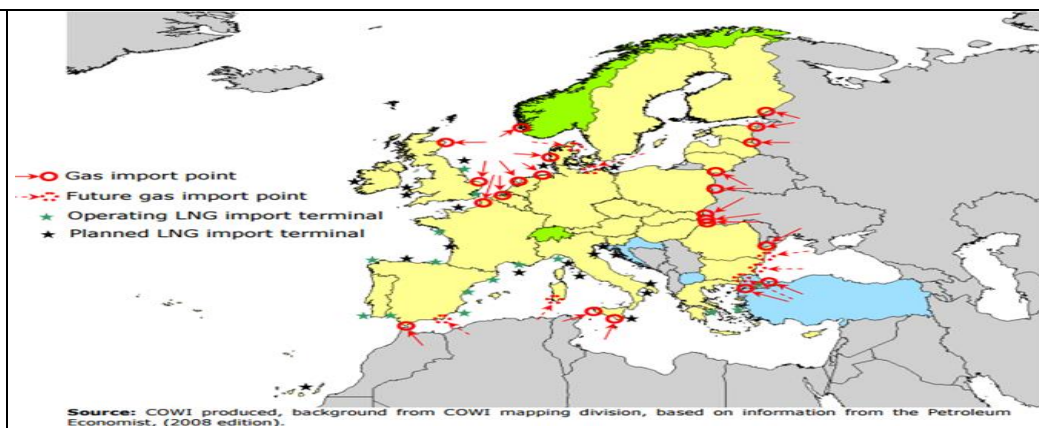 Gas import point
Future gas import point
Operating LNG import terminal
Planned LNG import terminal
Source: COWI produced, background from COWI mapping division, based on information from the Petroleum
Economist, (2008 edition).